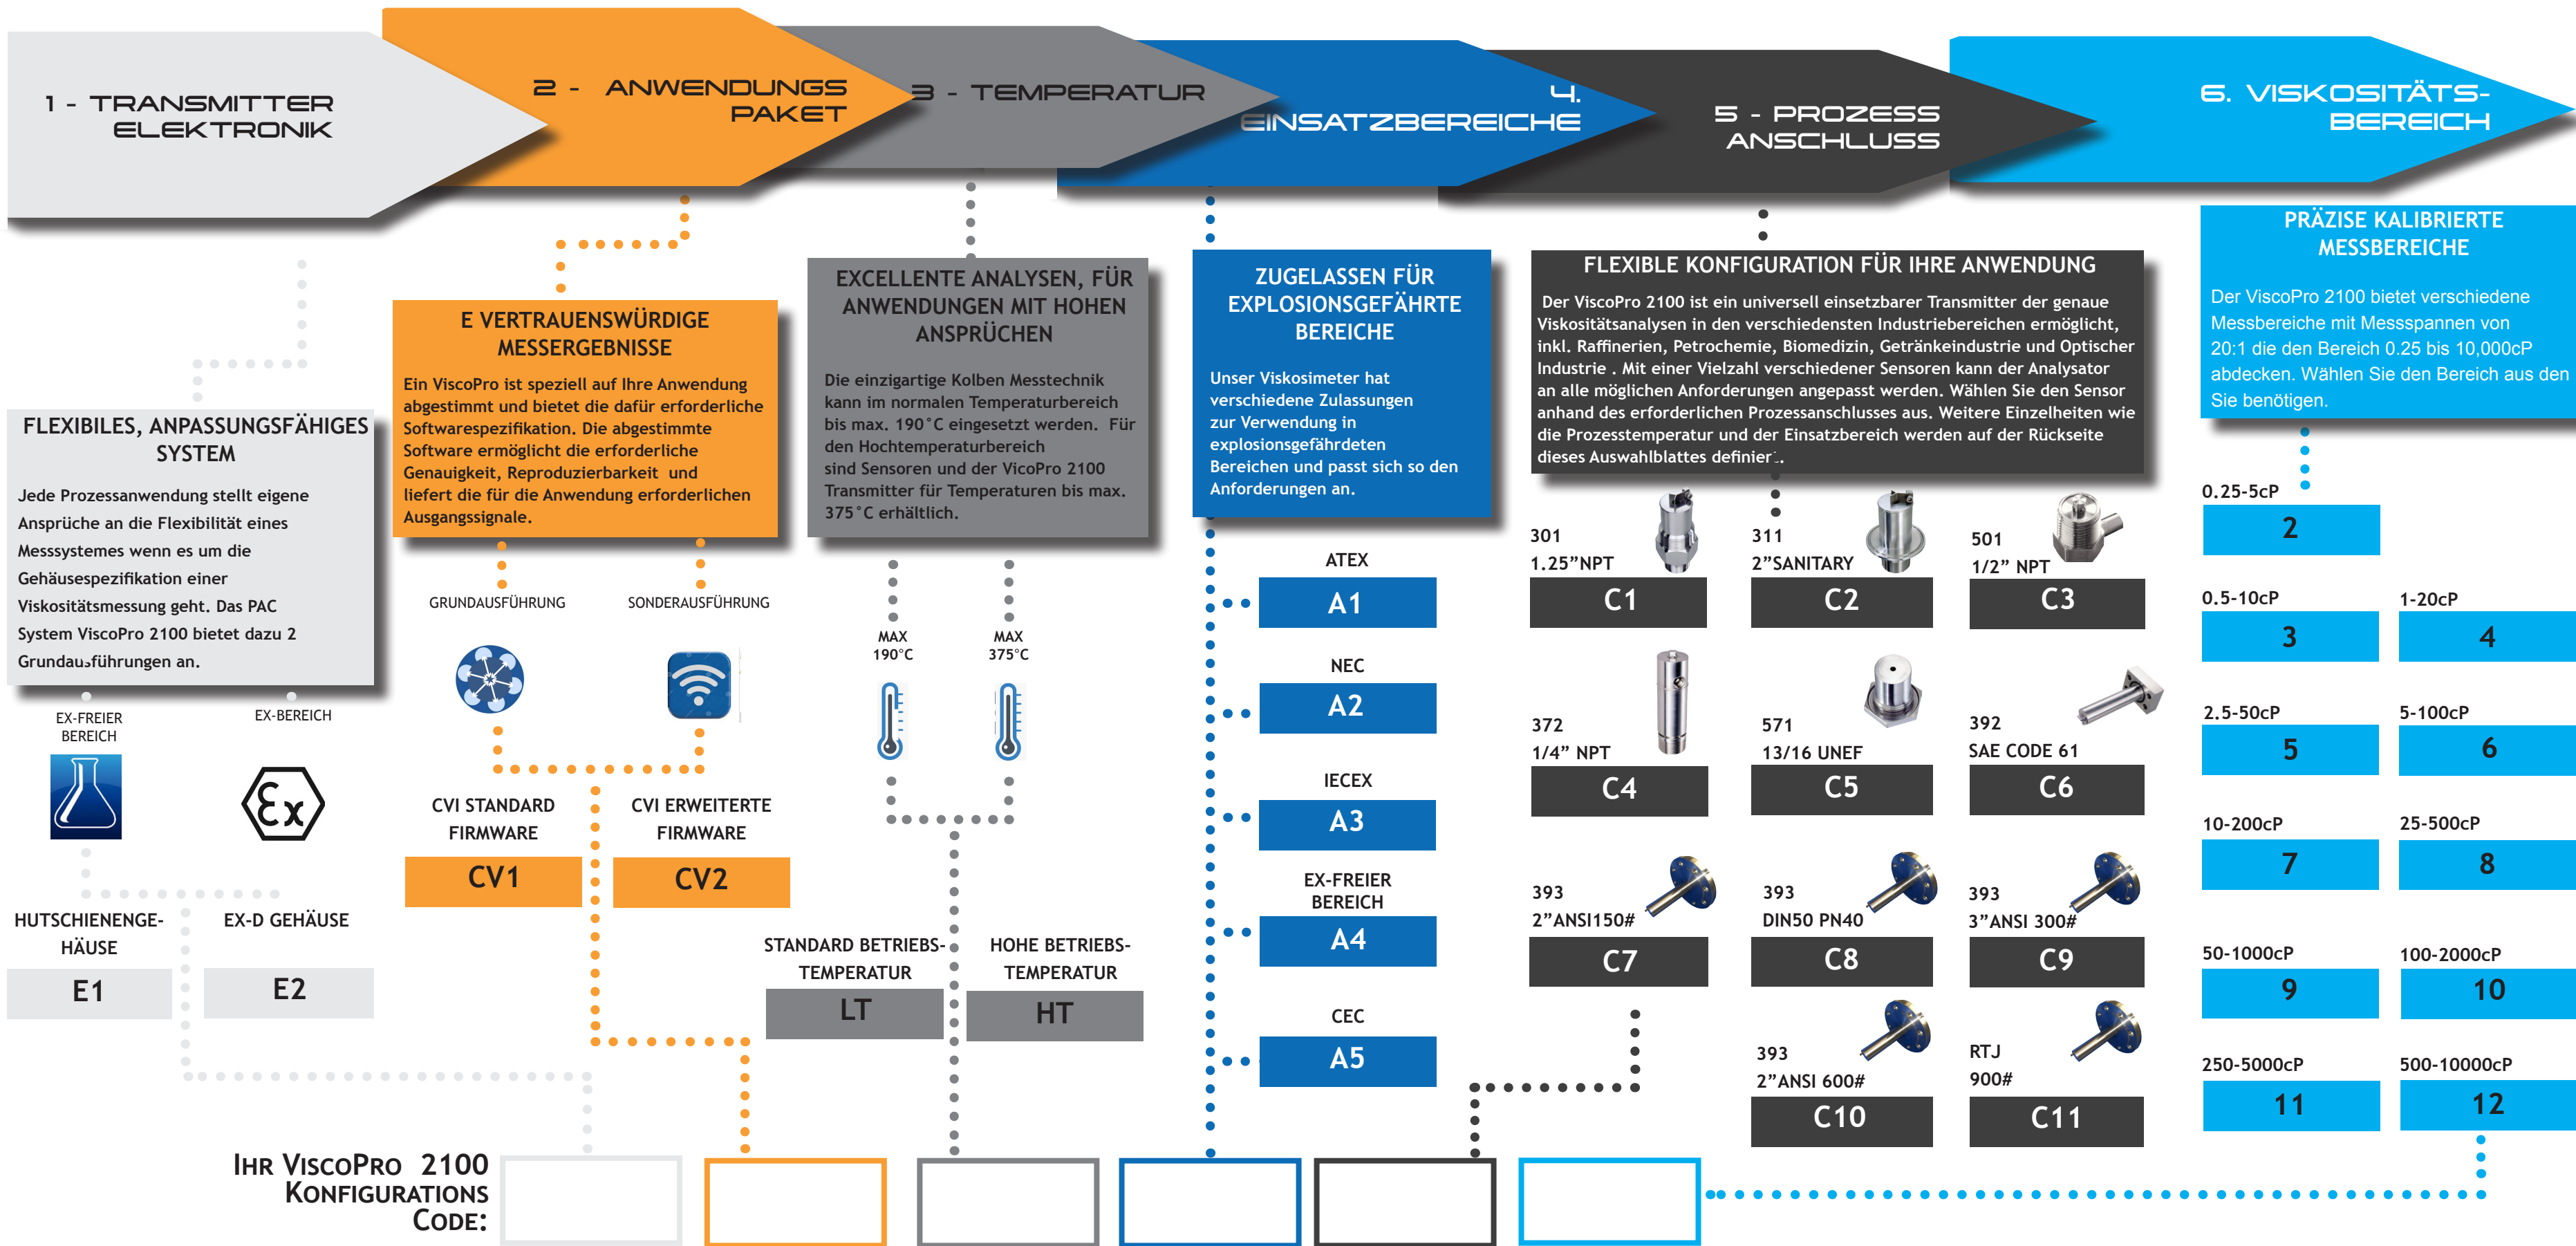 1 - TRANSMITTER
ELEKTRONIK
2 - ANWENDUNGS
PAKET
3 - TEMPERATUR
4.
EINSATZBEREICHE
5 - PROZESS
ANSCHLUSS
6. VISKOSITÄTS-
BEREICH
FLEXIBILES, ANPASSUNGSFÄHIGES
SYSTEM
Jede Prozessanwendung stellt eigene
Ansprüche an die Flexibilität eines
Messsystemes wenn es um die
Gehäusespezifikation einer
Viskositätsmessung geht. Das PAC
System ViscoPro 2100 bietet dazu 2
Grundausführungen an.
EX-FREIER
BEREICH
EX-BEREICH
Ex
HUTSCHIENENGE-
HÄUSE
EX-D GEHÄUSE
E1
E2
E VERTRAUENSWÜRDIGE
MESSERGEBNISSE
Ein ViscoPro ist speziell auf Ihre Anwendung
abgestimmt und bietet die dafür erforderliche
Softwarespezifikation. Die abgestimmte
Software ermöglicht die erforderliche
Genauigkeit, Reproduzierbarkeit und
liefert die für die Anwendung erforderlichen
Ausgangssignale.
GRUNDAUSFÜHRUNG
SONDERAUSFÜHRUNG
CVI STANDARD
FIRMWARE
CVI ERWEITERTE
FIRMWARE
CV1
CV2
EXCELLENTE ANALYSEN, FÜR
ANWENDUNGEN MIT HOHEN
ANSPRÜCHEN
Die einzigartige Kolben Messtechnik
kann im normalen Temperaturbereich
bis max. 190°C eingesetzt werden. Für
den Hochtemperaturbereich
sind Sensoren und der VicoPro 2100
Transmitter für Temperaturen bis max.
375°C erhältlich.
MAX
190°C
MAX
375°C
STANDARD BETRIEBS-
TEMPERATUR
HOHE BETRIEBS-
TEMPERATUR
LT
HT
ZUGELASSEN FÜR
EXPLOSIONSGEFÄHRTE
BEREICHE
Unser Viskosimeter hat
verschiedene Zulassungen
zur Verwendung in
explosionsgefährdeten
Bereichen und passt sich so den
Anforderungen an.
ATEX
A1
NEC
A2
IECEX
A3
EX-FREIER
BEREICH
A4
CEC
A5
FLEXIBLE KONFIGURATION FÜR IHRE ANWENDUNG
Der ViscoPro 2100 ist ein universell einsetzbarer Transmitter der genaue
Viskositätsanalysen in den verschiedensten Industriebereichen ermöglicht,
inkl. Raffinerien, Petrochemie, Biomedizin, Getränkeindustrie und Optischer
Industrie . Mit einer Vielzahl verschiedener Sensoren kann der Analysator
an alle möglichen Anforderungen angepasst werden. Wählen Sie den Sensor
anhand des erforderlichen Prozessanschlusses aus. Weitere Einzelheiten wie
die Prozesstemperatur und der Einsatzbereich werden auf der Rückseite
dieses Auswahlblattes definiert.
301
1.25”NPT
C1
311
2”SANITARY
C2
501
1/2” NPT
C3
372
1/4” NPT
C4
571
13/16 UNEF
C5
392
SAE CODE 61
C6
393
2”ANSI150#
C7
393
DIN50 PN40
C8
393
3”ANSI 300#
C9
393
2”ANSI 600#
C10
RTJ
900#
C11
PRÄZISE KALIBRIERTE
MESSBEREICHE
Der ViscoPro 2100 bietet verschiedene
Messbereiche mit Messspannen von
20:1 die den Bereich 0.25 bis 10,000cP
abdecken. Wählen Sie den Bereich aus den
Sie benötigen.
0.25-5cP
2
0.5-10cP
3
1-20cP
4
2.5-50cP
5
5-100cP
6
10-200cP
7
25-500cP
8
50-1000cP
9
100-2000cP
10
250-5000cP
11
500-10000cP
12
IHR VISCOPRO 2100
KONFIGURATIONS
CODE: